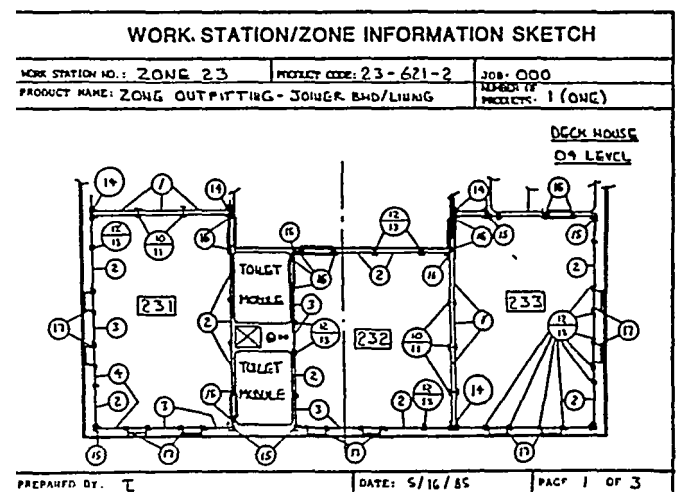 WORK STATION/ZONE INFORMATION SKETCH
WORK STATION NO.: ZONE 23 PRODUCT CODE: 23-621-2 JOB: 000
PRODUCT NAME: ZONE OUTFITTING - JOINER BHD/LINING NUMBER OF PRODUCTS: 1 (ONE)
DECK HOUSE
04 LEVEL
14 1 14 14 16
12/13 10/11 16 15 12/13 16 15 15
2 TOILET MODULE 16 2 15 2
231 3 232 233
17 3 2 12/13 10/11 1 12/13 17
4 TOILET MODULE 2
2 3 15 3 2 12/13 14 2
15 17 15 17 17
PREPARED BY: DATE: 5/16/85 PAGE 1 OF 3